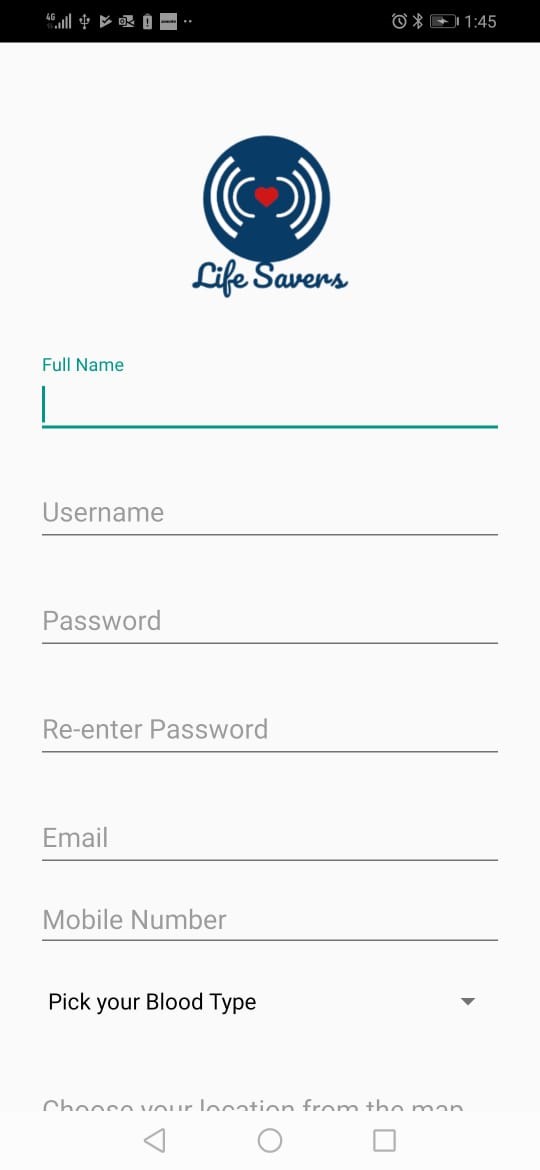 4G
1:45
Life Savers
Full Name
Username
Password
Re-enter Password
Email
Mobile Number
Pick your Blood Type
Choose your location from the map